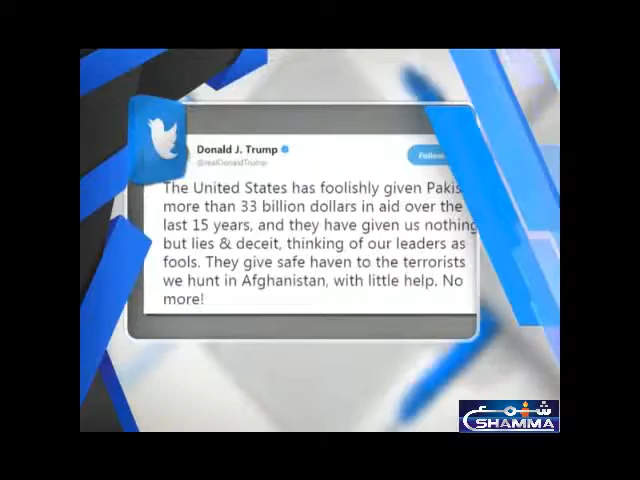 Donald J. Trump
@realDonaldTrump
Follow
The United States has foolishly given Pakis
more than 33 billion dollars in aid over the
last 15 years, and they have given us nothing
but lies & deceit, thinking of our leaders as
fools. They give safe haven to the terrorists
we hunt in Afghanistan, with little help. No
more!
شمع
SHAMMA